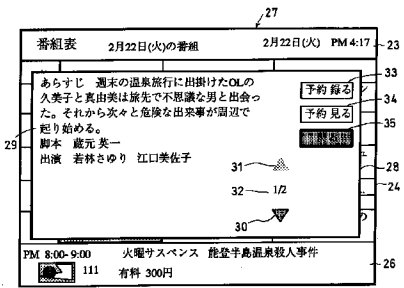 27
番組表 2月22日(火)の番組 2月22日(火) PM 4:17
23
33
あらすじ 週末の温泉旅行に出掛けたOLの
久美子と真由美は旅先で不思議な男と出会っ
た。それから次々と危険な出来事が周辺で
起り始める。
脚本 蔵元 英一
出演 若林さゆり 江口美佐子
予約 録る
34
予約 見る
35
29
31
28
24
32
1/2
30
PM 8:00-9:00 火曜サスペンス 能登半島温泉殺人事件
111 有料 300円
26